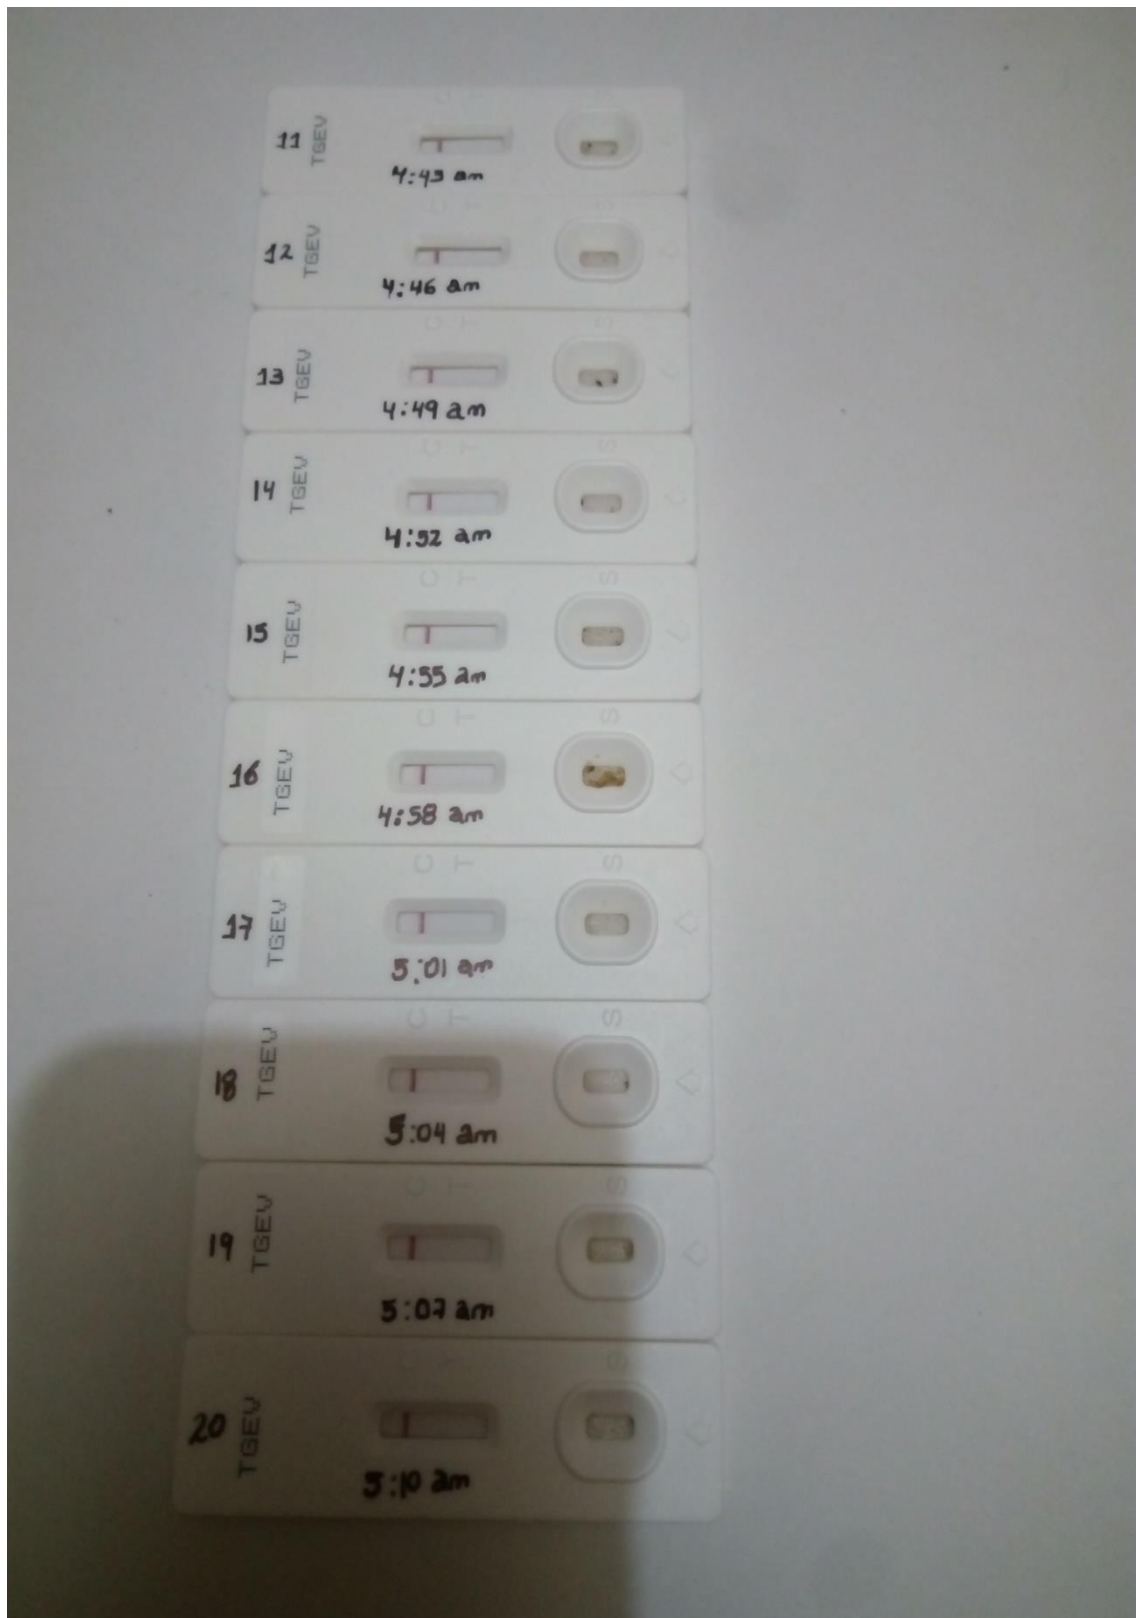 11 TGEV C T
4:43 am
12 TGEV C T S
4:46 am
13 TGEV C T S
4:49 am
14 TGEV C T S
4:52 am
15 TGEV C T S
4:55 am
16 TGEV C T S
4:58 am
17 TGEV C T S
5:01 am
18 TGEV C T S
5:04 am
19 TGEV C T S
5:07 am
20 TGEV S
5:10 am